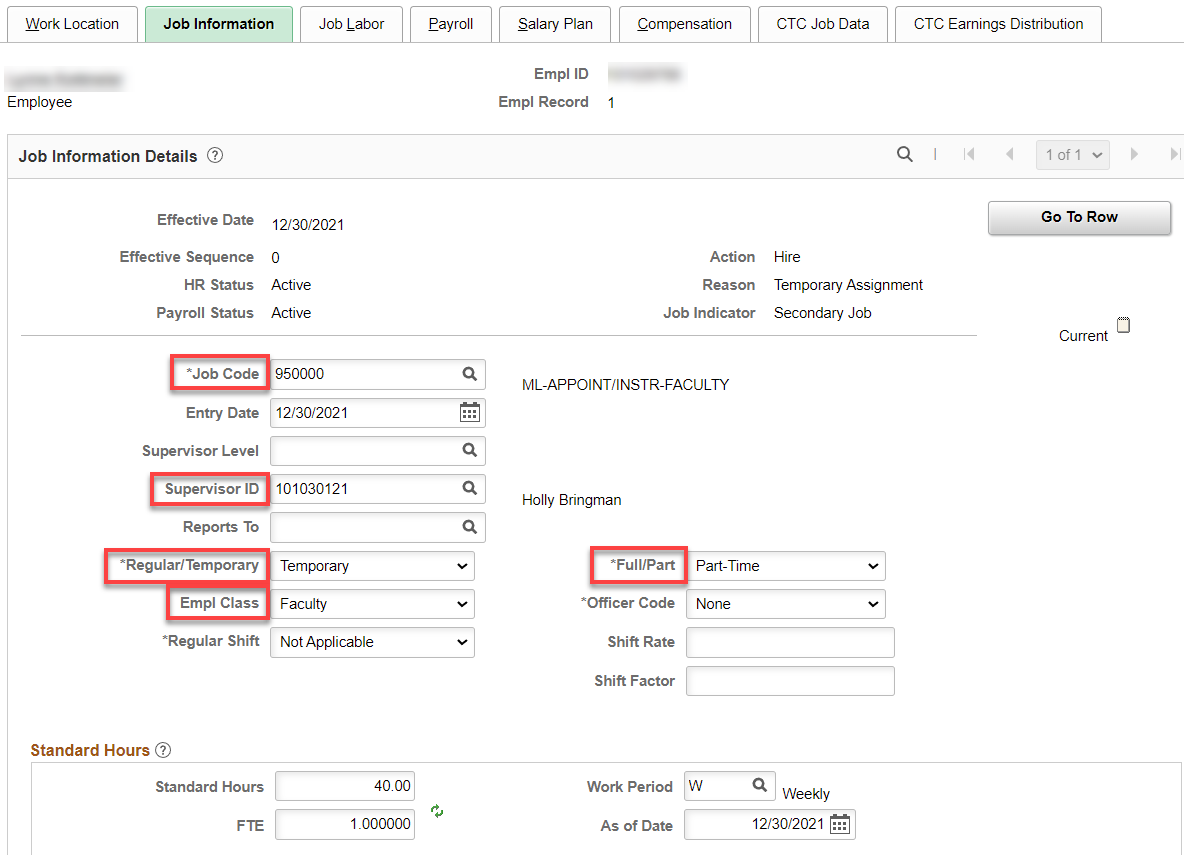 Work Location Job Information Job Labor Payroll Salary Plan Compensation CTC Job Data CTC Earnings Distribution
Empl ID
Employee Empl Record 1
Job Information Details ? 1 of 1
Effective Date 12/30/2021 Go To Row
Effective Sequence 0 Action Hire
HR Status Active Reason Temporary Assignment
Payroll Status Active Job Indicator Secondary Job
Current
*Job Code 950000 ML-APPOINT/INSTR-FACULTY
Entry Date 12/30/2021
Supervisor Level
Supervisor ID 101030121 Holly Bringman
Reports To
*Regular/Temporary Temporary *Full/Part Part-Time
Empl Class Faculty *Officer Code None
*Regular Shift Not Applicable Shift Rate
Shift Factor
Standard Hours ?
Standard Hours 40.00 Work Period W Weekly
FTE 1.000000 As of Date 12/30/2021